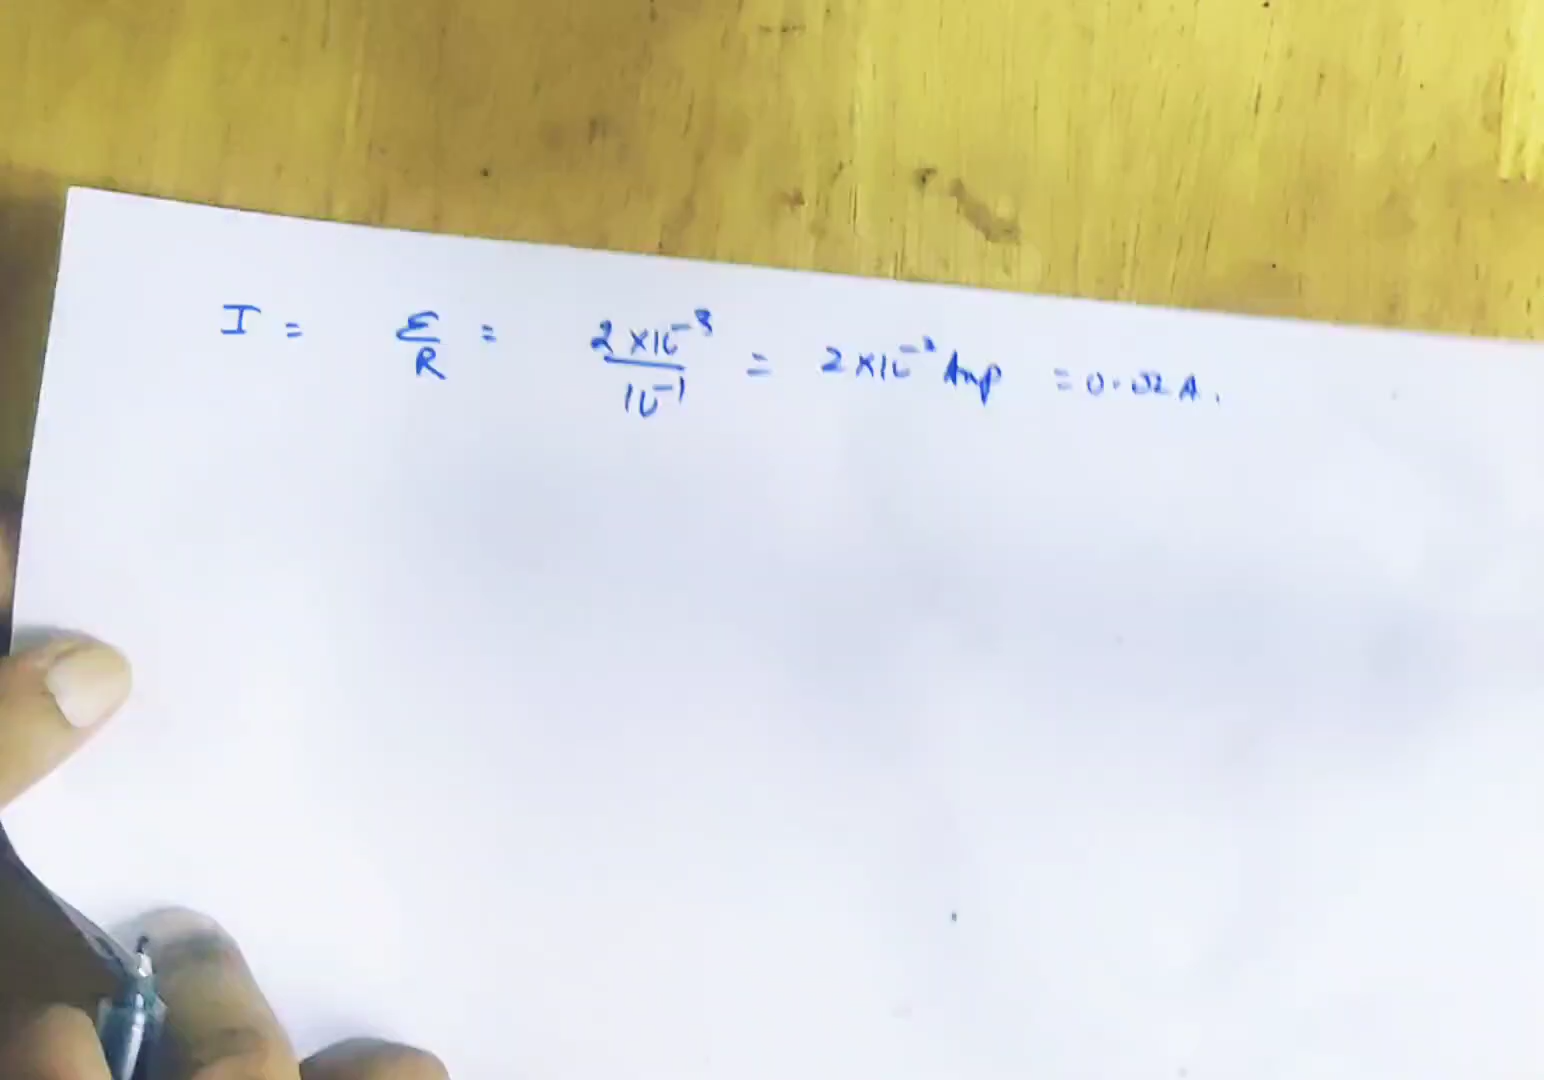 I = ε/R = 2×10⁻³/10⁻¹ = 2×10⁻² Amp = 0.02 A.